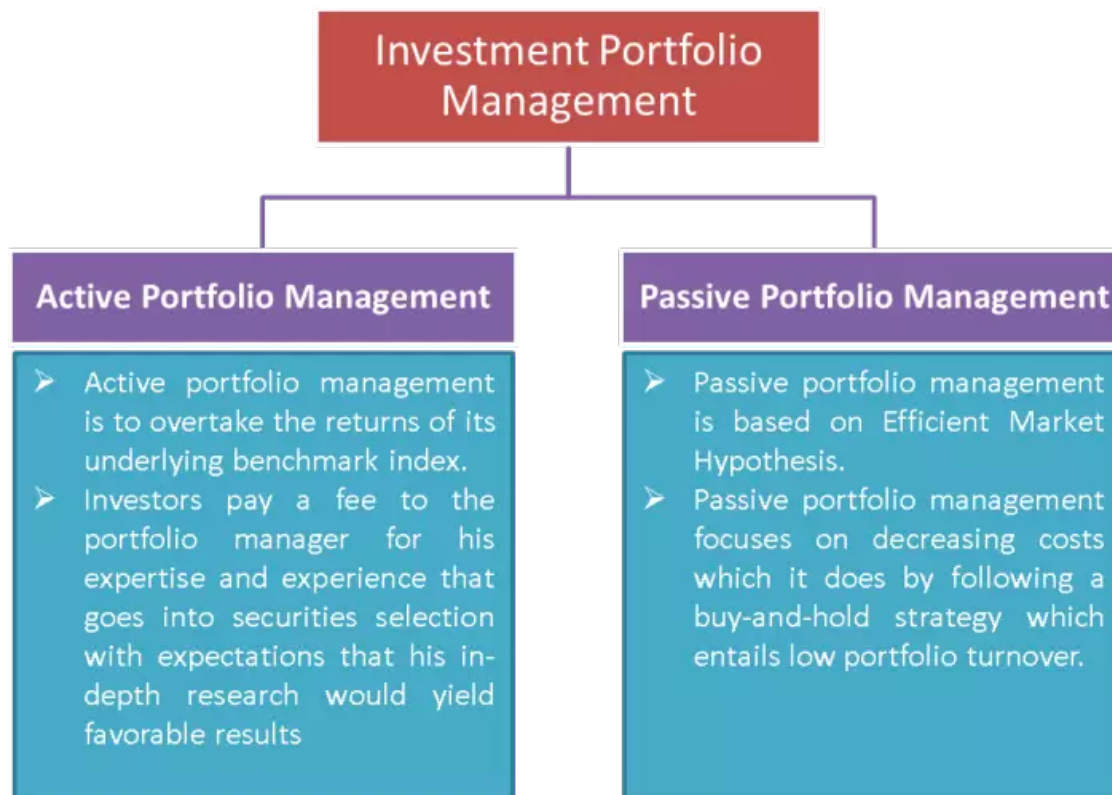 Investment Portfolio
Management
Active Portfolio Management
➢ Active portfolio management
is to overtake the returns of its
underlying benchmark index.
➢ Investors pay a fee to the
portfolio manager for his
expertise and experience that
goes into securities selection
with expectations that his in-
depth research would yield
favorable results
Passive Portfolio Management
➢ Passive portfolio management
is based on Efficient Market
Hypothesis.
➢ Passive portfolio management
focuses on decreasing costs
which it does by following a
buy-and-hold strategy which
entails low portfolio turnover.